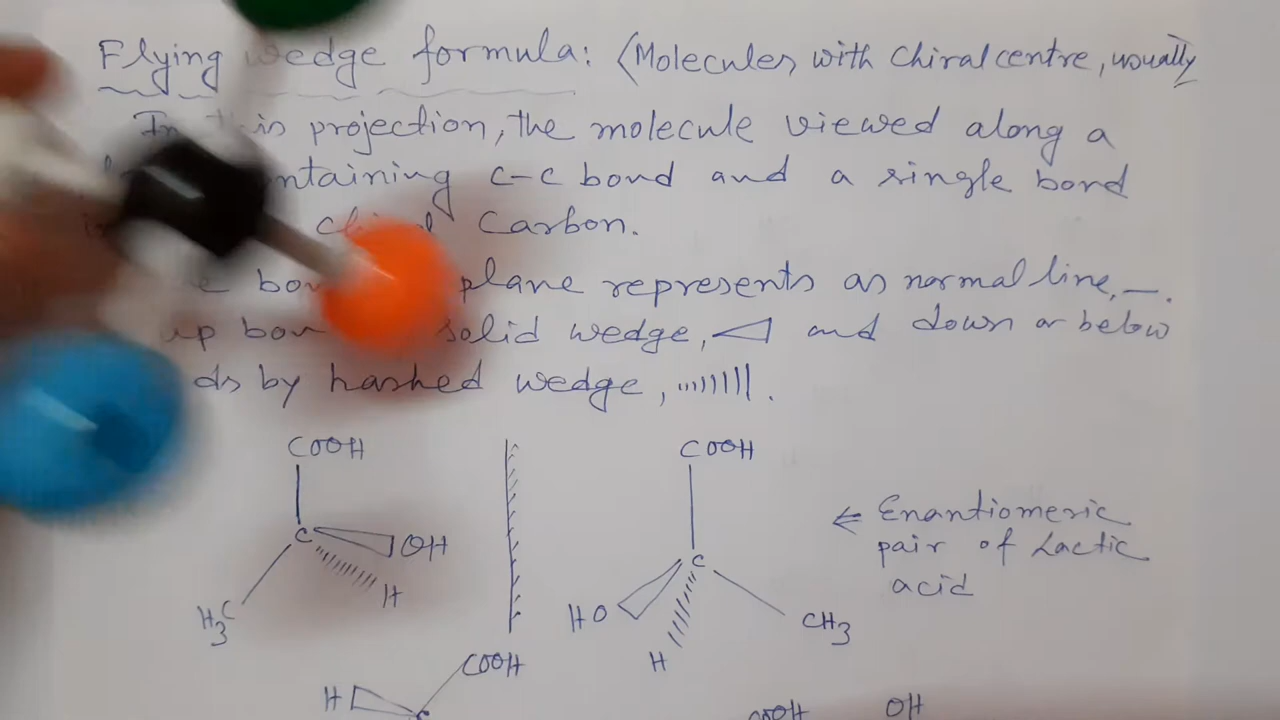 Flying wedge formula: (Molecules with Chiral centre, usually
In this projection, the molecule viewed along a
containing C-C bond and a single bond
Chiral Carbon.
plane represents as normal line, —.
up solid wedge, and down or below
by hashed wedge, .
COOH
C OH
H
H3C
COOH
C
HO
H
CH3
← Enantiomeric
pair of Lactic
acid
COOH
H
C
COOH
OH